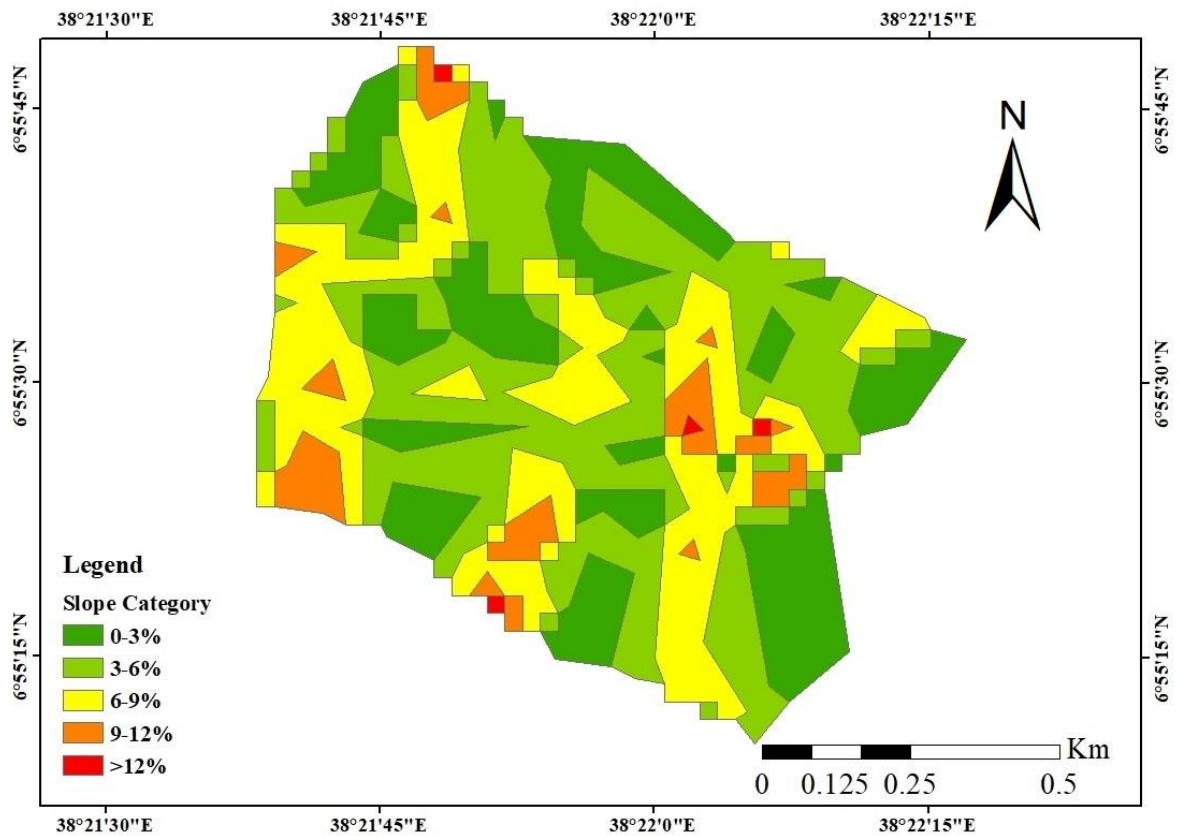 38°21'30"E 38°21'45"E 38°22'0"E 38°22'15"E
6°55'45"N 6°55'45"N
N
6°55'30"N 6°55'30"N
6°55'15"N 6°55'15"N
Legend
Slope Category
0-3%
3-6%
6-9%
9-12%
>12%
Km
0 0.125 0.25 0.5
38°21'30"E 38°21'45"E 38°22'0"E 38°22'15"E